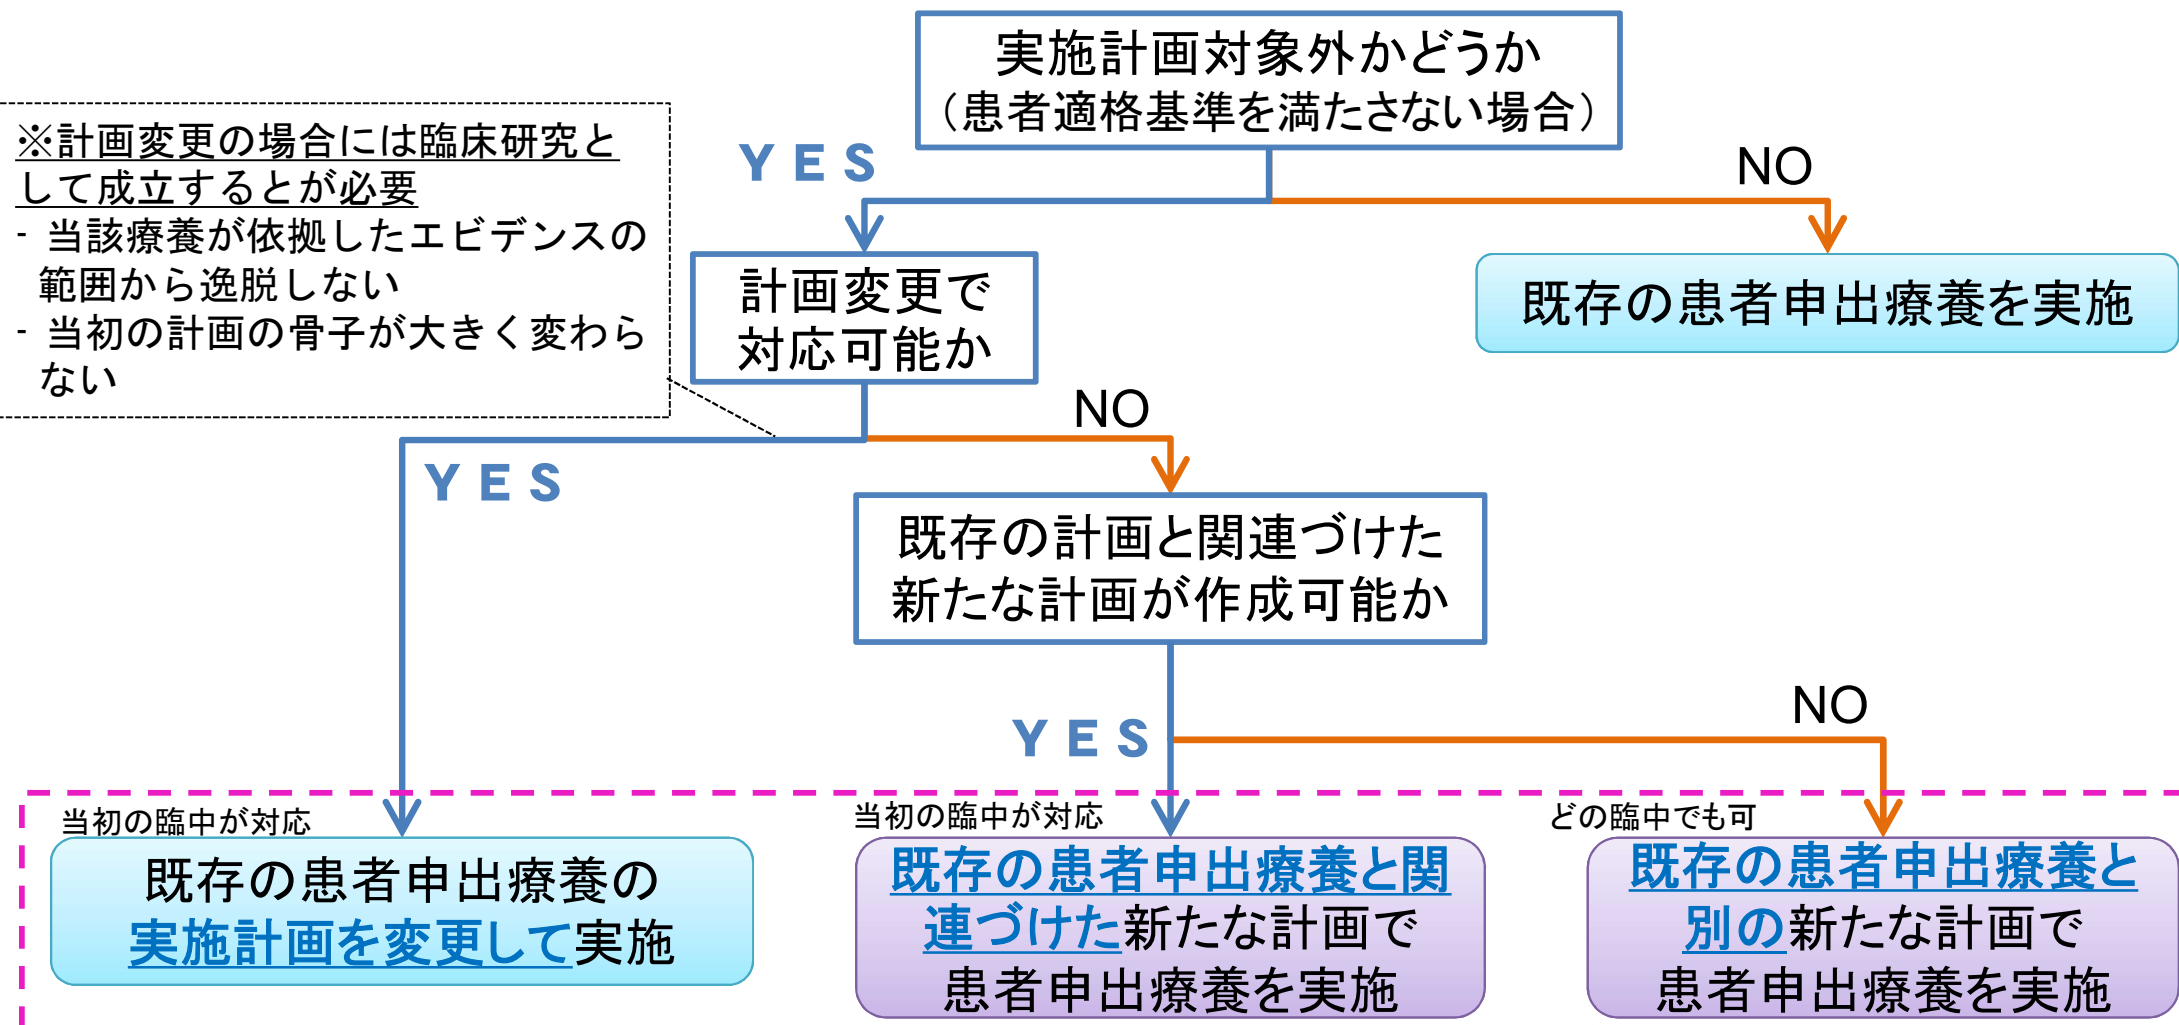 実施計画対象外かどうか
（患者適格基準を満たさない場合）
※計画変更の場合には臨床研究と
して成立するとが必要
- 当該療養が依拠したエビデンスの
範囲から逸脱しない
- 当初の計画の骨子が大きく変わら
ない
ＹＥＳ
NO
計画変更で
対応可能か
既存の患者申出療養を実施
NO
ＹＥＳ
既存の計画と関連づけた
新たな計画が作成可能か
ＹＥＳ
NO
当初の臨中が対応
既存の患者申出療養の
実施計画を変更して実施
当初の臨中が対応
既存の患者申出療養と関
連づけた新たな計画で
患者申出療養を実施
どの臨中でも可
既存の患者申出療養と
別の新たな計画で
患者申出療養を実施